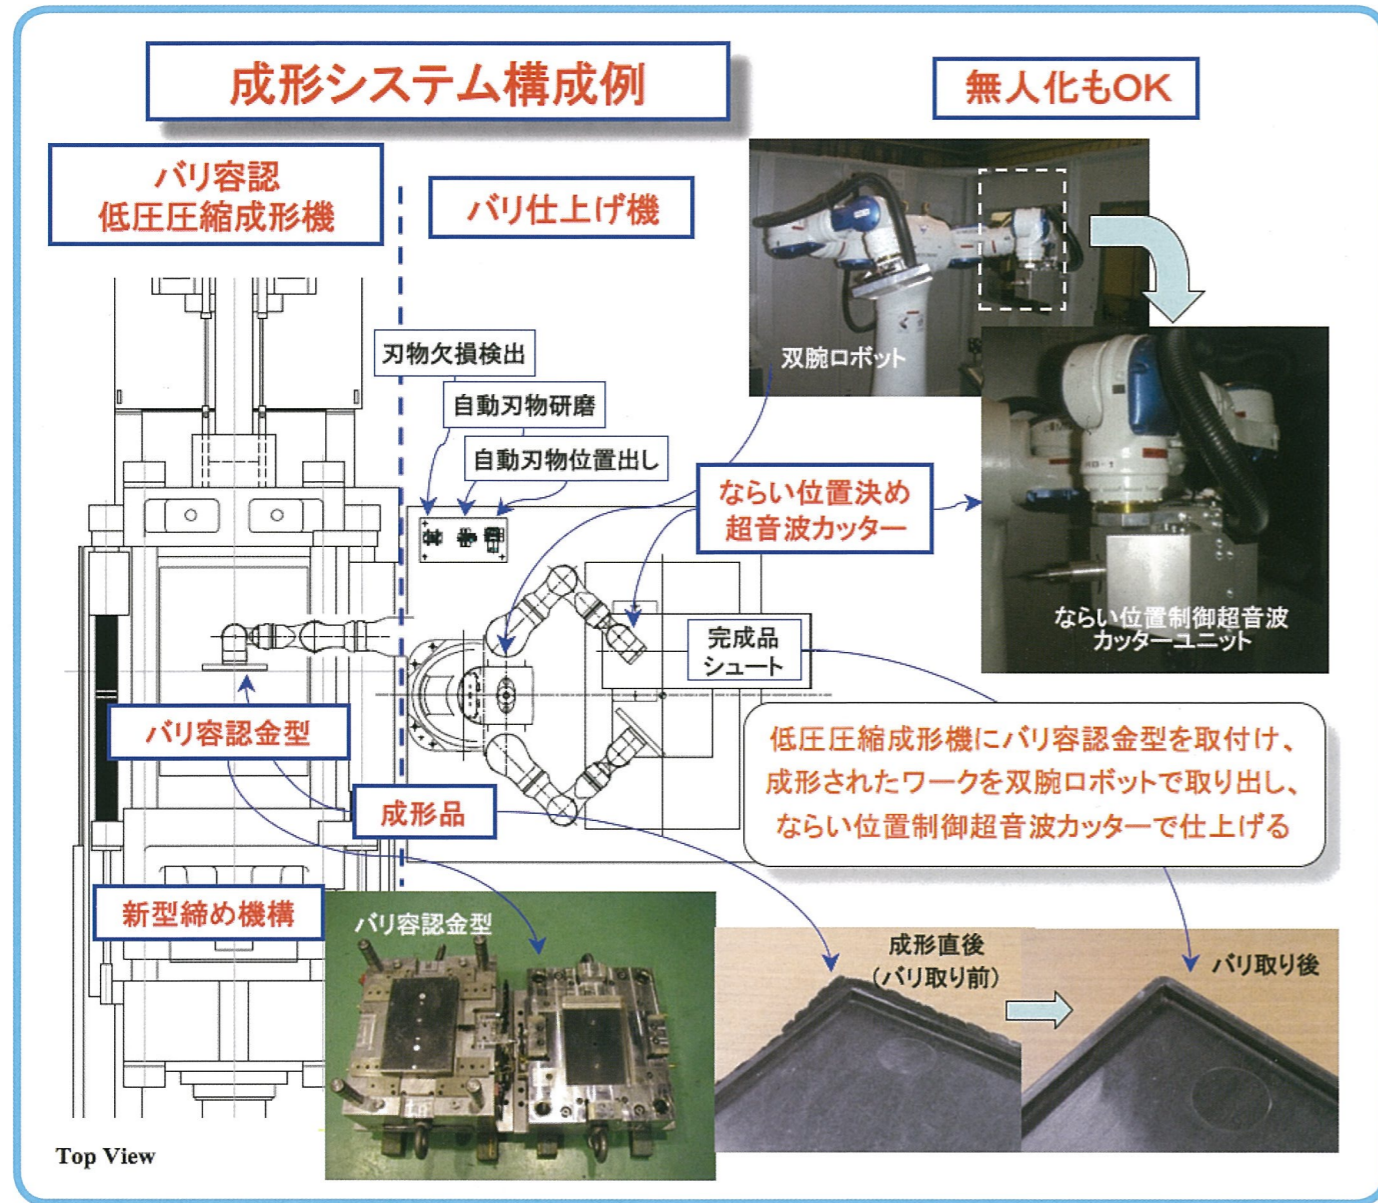 成形システム構成例
無人化もOK
バリ容認
低圧圧縮成形機
バリ仕上げ機
双腕ロボット
刃物欠損検出
自動刃物研磨
自動刃物位置出し
ならい位置決め
超音波カッター
ならい位置制御超音波
カッターユニット
完成品
シュート
バリ容認金型
低圧圧縮成形機にバリ容認金型を取付け、
成形されたワークを双腕ロボットで取り出し、
ならい位置制御超音波カッターで仕上げる
成形品
新型締め機構
バリ容認金型
成形直後
(バリ取り前)
バリ取り後
Top View